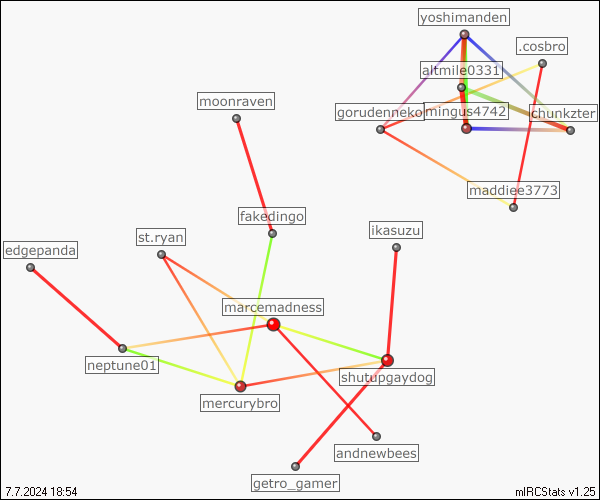 yoshimanden
.cosbro
altmile0331
moonraven
gorudenneko
mingus4742
chunkzter
maddiee3773
fakedingo
ikasuzu
st.ryan
edgepanda
marcemadness
neptune01
shutupgaydog
mercurybro
andnewbees
getro_gamer
7.7.2024 18:54
mIRCStats v1.25